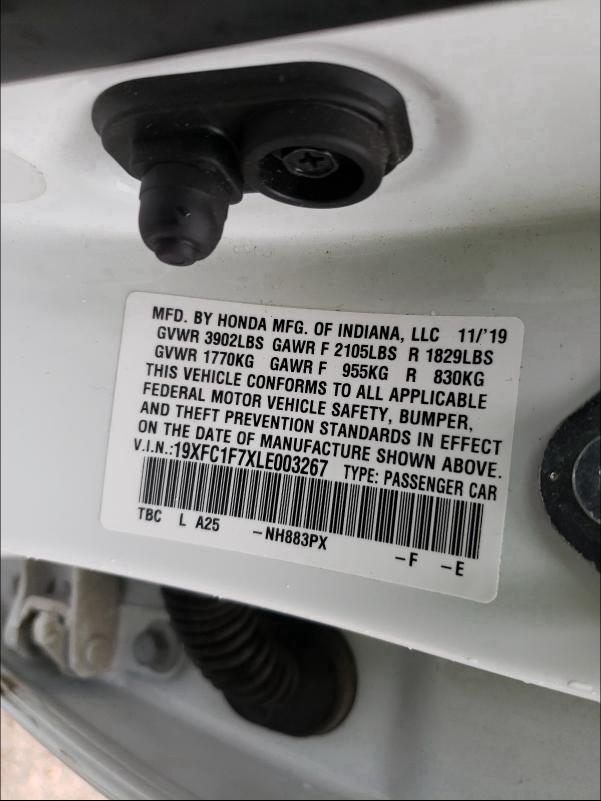 MFD. BY HONDA MFG. OF INDIANA, LLC 11/'19
GVWR 3902LBS GAWR F 2105LBS R 1829LBS
GVWR 1770KG GAWR F 955KG R 830KG
THIS VEHICLE CONFORMS TO ALL APPLICABLE
FEDERAL MOTOR VEHICLE SAFETY, BUMPER,
AND THEFT PREVENTION STANDARDS IN EFFECT
ON THE DATE OF MANUFACTURE SHOWN ABOVE.
V.I.N.:19XFC1F7XLE003267 TYPE: PASSENGER CAR
TBC L A25 -NH883PX -F -E